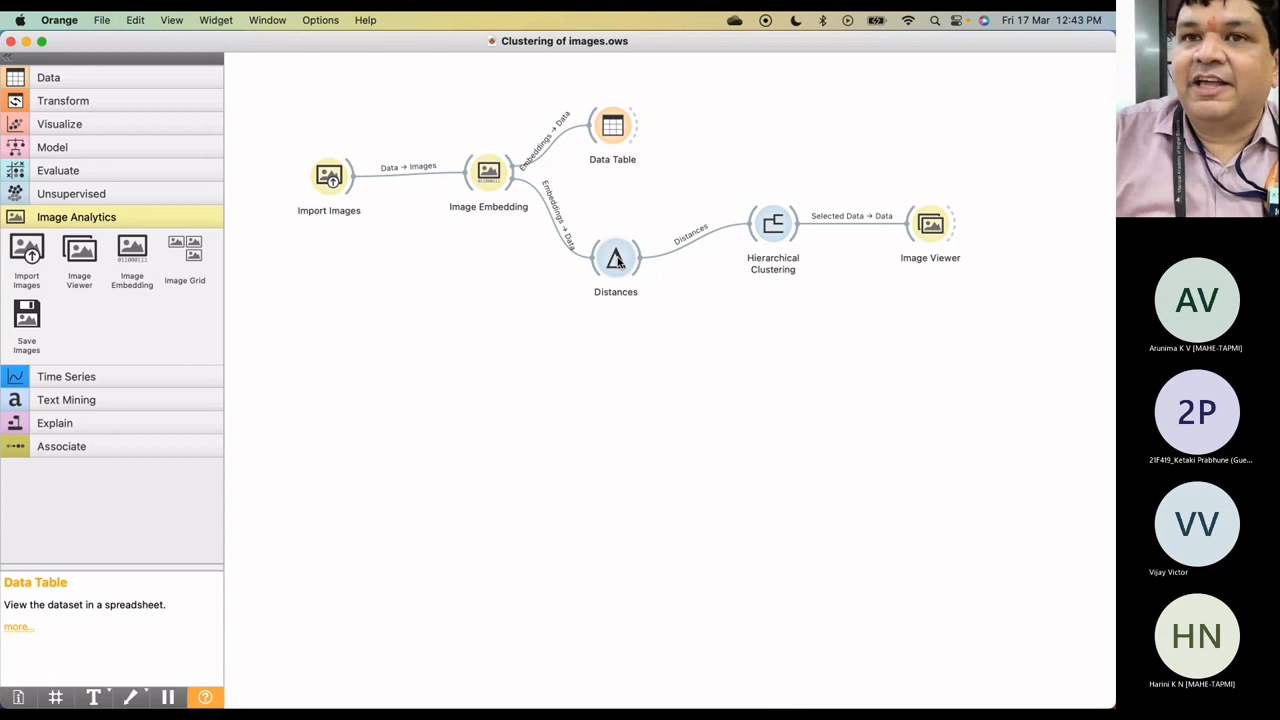 Orange File Edit View Widget Window Options Help Fri 17 Mar 12:43 PM
Clustering of images.ows
Data
Transform
Visualize
Model
Evaluate
Unsupervised
Image Analytics
Import Images
Image Viewer
Image Embedding
Image Grid
Save Images
Time Series
Text Mining
Explain
Associate
Data Table
View the dataset in a spreadsheet.
more...
Import Images
Data → Images
Image Embedding
Embeddings → Data
Data Table
Embeddings → Data
Distances
Distances
Hierarchical
Clustering
Selected Data → Data
Image Viewer
AV
Arunima K V [MAHE-TAPMI]
2P
21F419_Ketaki Prabhune (Gue...
VV
Vijay Victor
HN
Harini K N [MAHE-TAPMI]